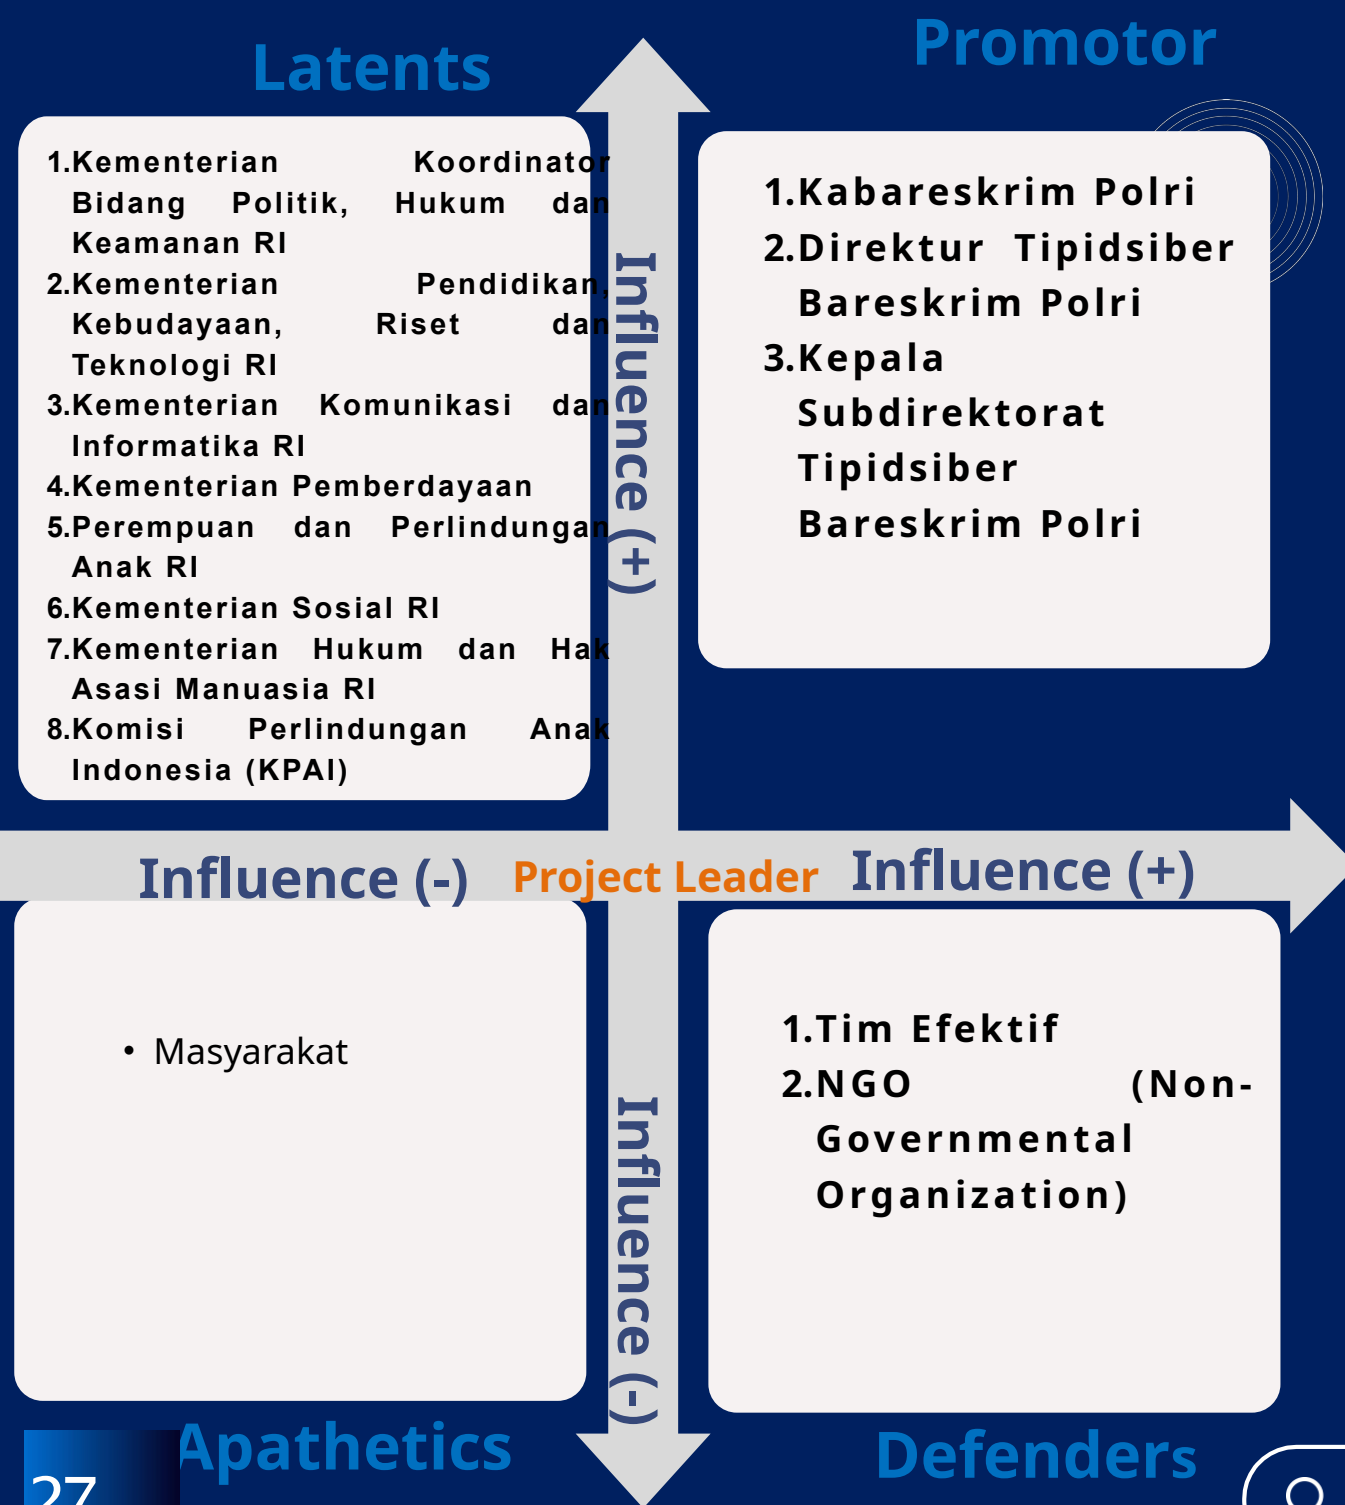 Latents
Promotor
1.Kementerian Koordinator
Bidang Politik, Hukum dan
Keamanan RI
2.Kementerian Pendidikan,
Kebudayaan, Riset dan
Teknologi RI
3.Kementerian Komunikasi dan
Informatika RI
4.Kementerian Pemberdayaan
5.Perempuan dan Perlindungan
Anak RI
6.Kementerian Sosial RI
7.Kementerian Hukum dan Hak
Asasi Manuasia RI
8.Komisi Perlindungan Anak
Indonesia (KPAI)
Influence (+)
1.Kabareskrim Polri
2.Direktur Tipidsiber
Bareskrim Polri
3.Kepala
Subdirektorat
Tipidsiber
Bareskrim Polri
Influence (-)
Project Leader
Influence (+)
• Masyarakat
Influence (-)
1.Tim Efektif
2.NGO (Non-
Governmental
Organization)
Apathetics
Defenders
27